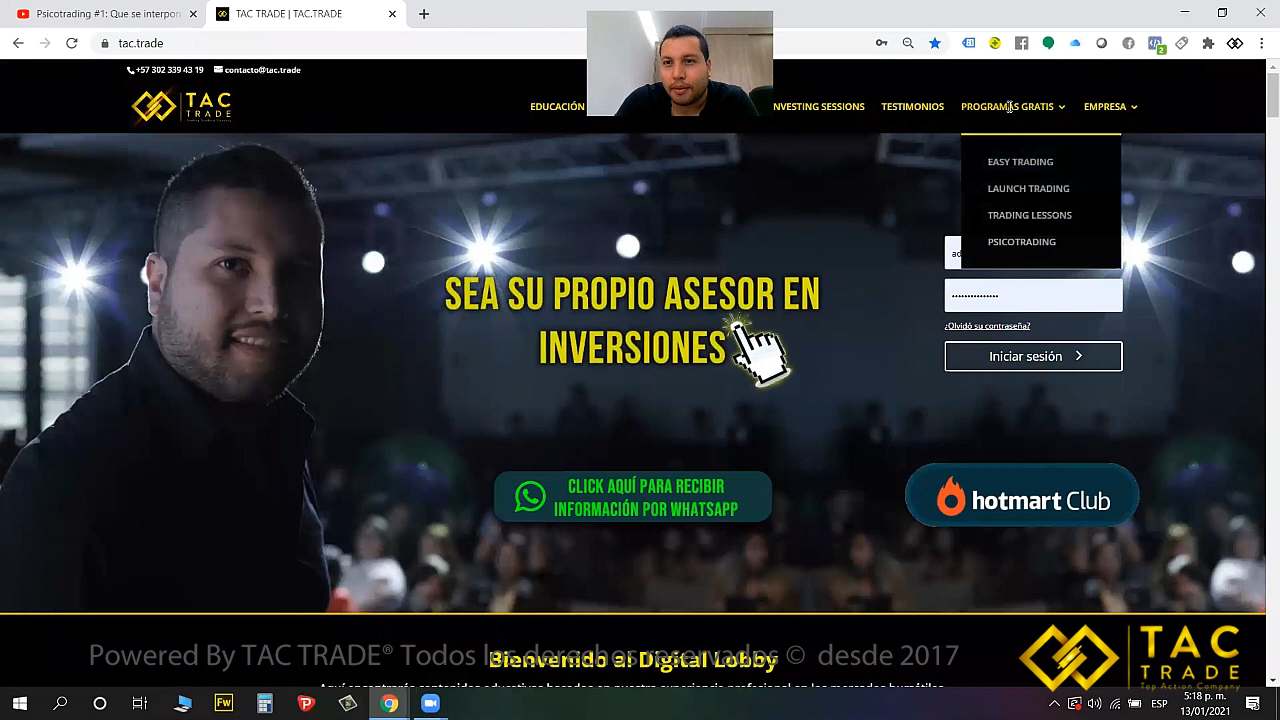 Psicotrading #1: Que se interpon
TAC TRADE | TAC.TRADE
tac.trade
2
+57 302 339 43 19
contacto@tac.trade
TAC
TRADE
EDUCACIÓN
INVESTING SESSIONS
TESTIMONIOS
PROGRAMAS GRATIS
EMPRESA
EASY TRADING
LAUNCH TRADING
TRADING LESSONS
PSICOTRADING
ad
¿Olvidó su contraseña?
Iniciar sesión
SEA SU PROPIO ASESOR EN
INVERSIONES
CLICK AQUÍ PARA RECIBIR
INFORMACIÓN POR WHATSAPP
hotmart Club
Bienvenido al Digital Lobby
Powered By TAC TRADE® Todos los derechos reservados © desde 2017
TAC
TRADE
Top Action Company
FW
ESP
5:18 p. m.
13/01/2021